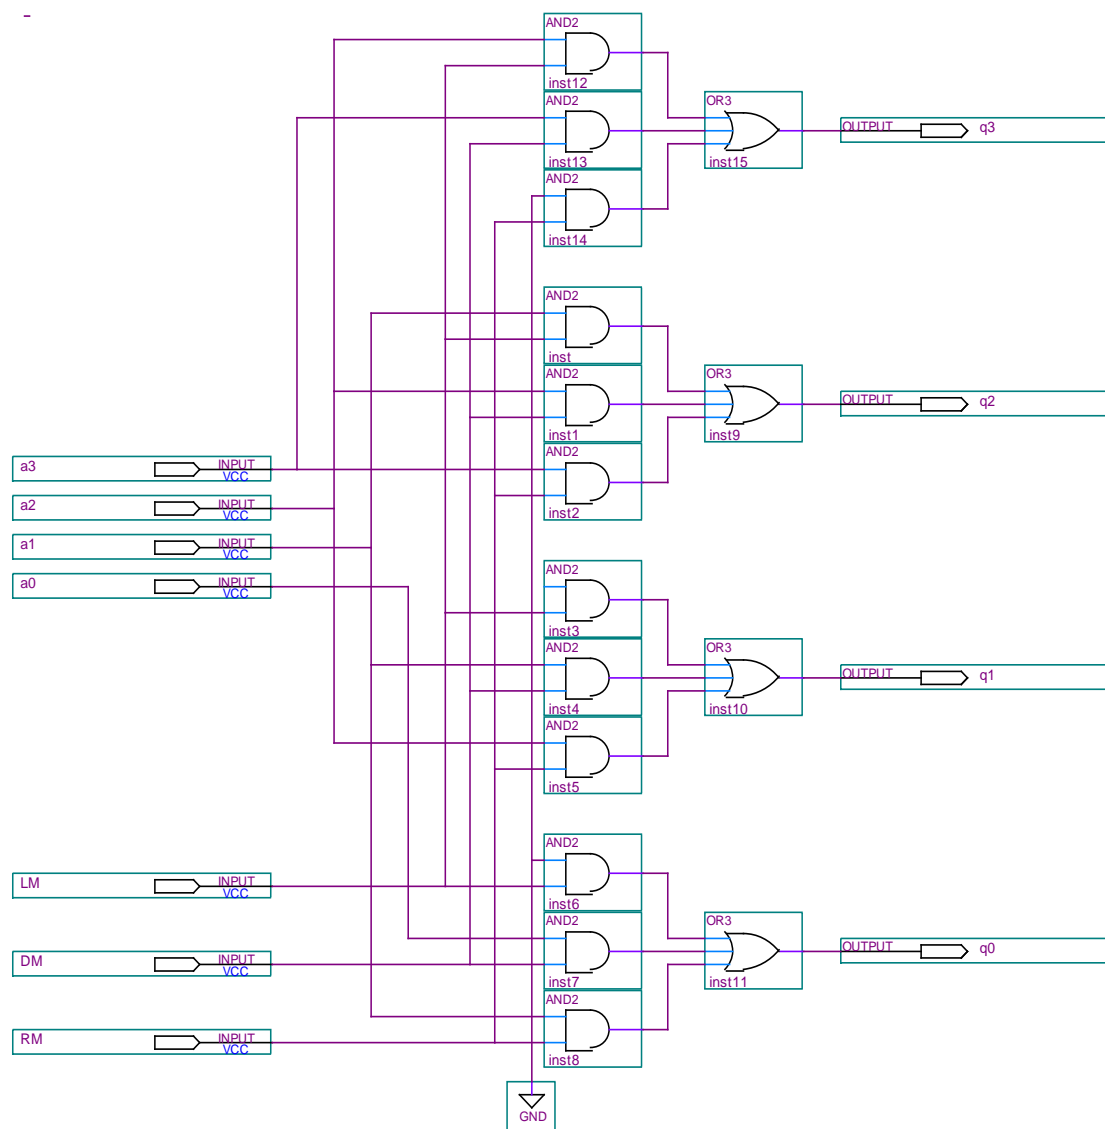 AND2
inst12
AND2
inst13
AND2
inst14
OR3
inst15
OUTPUT
q3
AND2
inst
AND2
inst1
AND2
inst2
OR3
inst9
OUTPUT
q2
a3
INPUT
VCC
a2
INPUT
VCC
a1
INPUT
VCC
a0
INPUT
VCC
AND2
inst3
AND2
inst4
AND2
inst5
OR3
inst10
OUTPUT
q1
LM
INPUT
VCC
DM
INPUT
VCC
RM
INPUT
VCC
AND2
inst6
AND2
inst7
AND2
inst8
OR3
inst11
OUTPUT
q0
GND